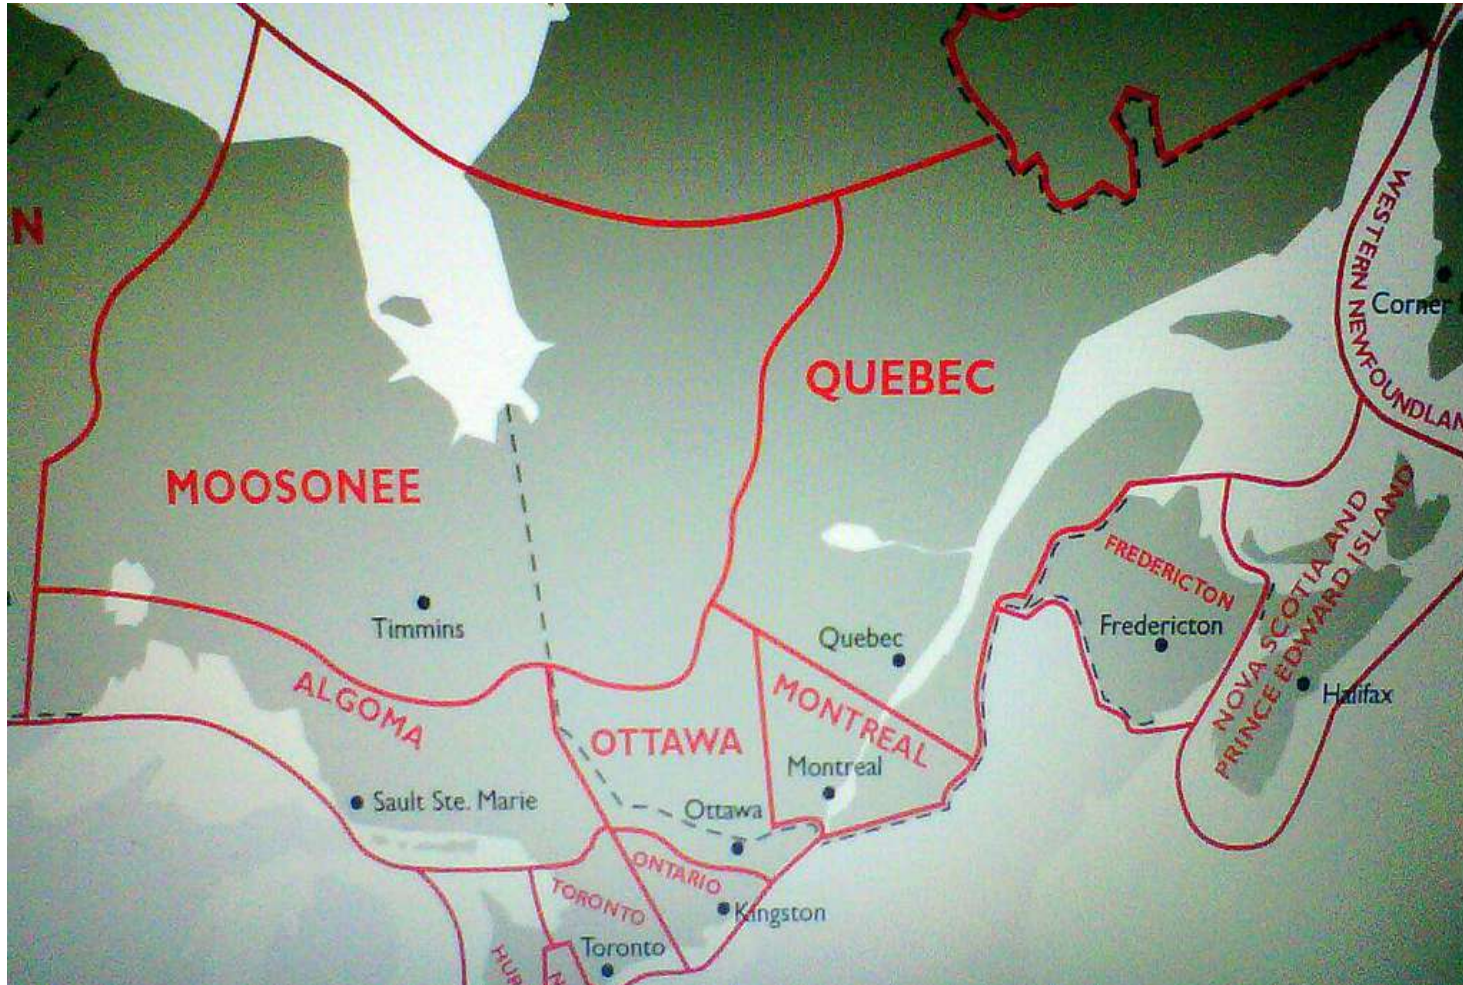 WESTERN NEWFOUNDLAN
N
Corner
QUEBEC
MOOSONEE
NOVA SCOTIA AND
PRINCE EDWARD ISLAND
FREDERICTON
Timmins
Fredericton
Quebec
ALGOMA
MONTREAL
Halifax
OTTAWA
Montreal
Sault Ste. Marie
Ottawa
ONTARIO
TORONTO
Kingston
Toronto
HUR
N